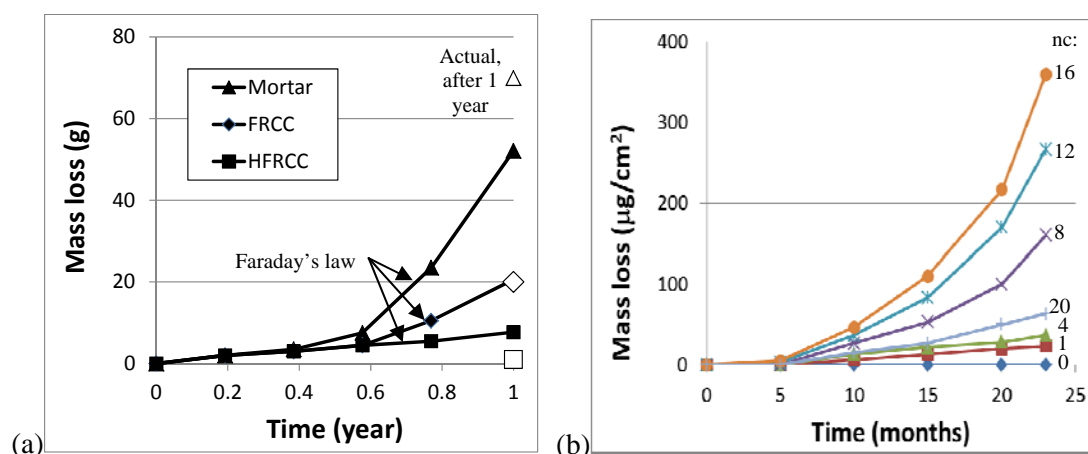 80
60
40
20
0
Mass loss (g)
Mortar
FRCC
HFRCC
Actual,
after 1
year
Faraday's law
0 0.2 0.4 0.6 0.8 1
Time (year)
(a)
400
300
200
100
0
Mass loss (µg/cm²)
nc:
16
12
8
20
4
1
0
0 5 10 15 20 25
Time (months)
(b)